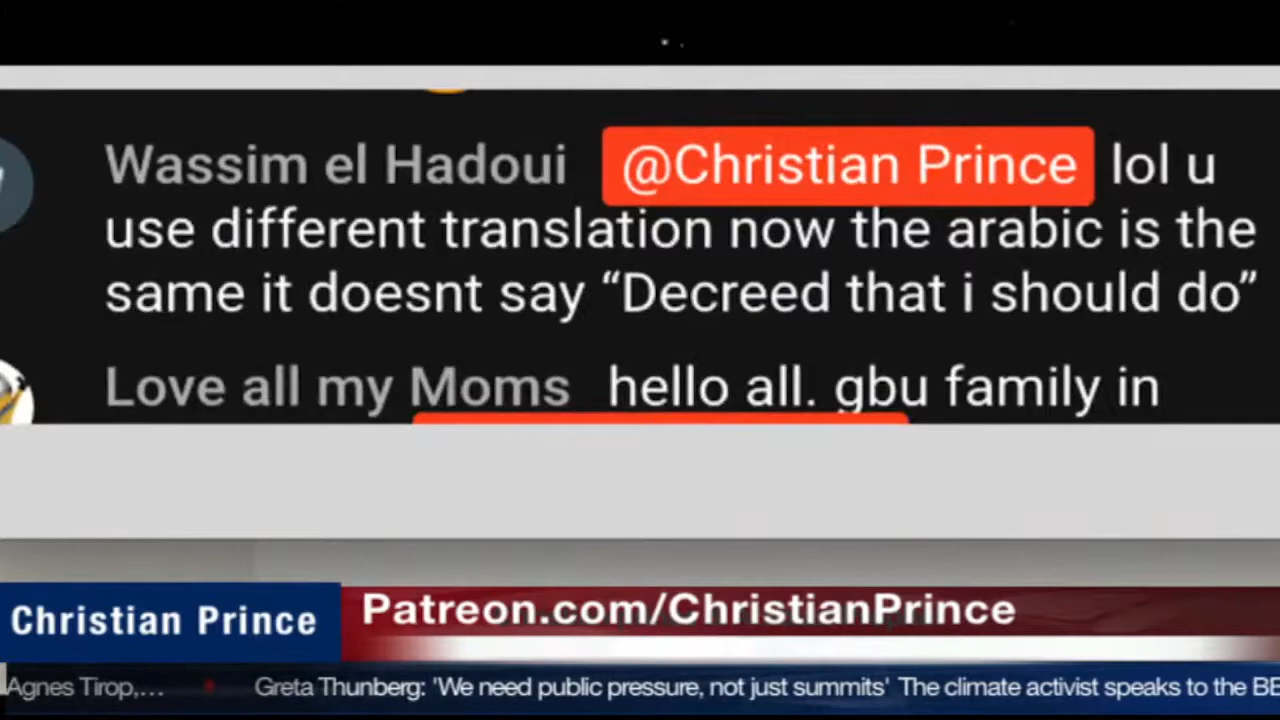 Wassim el Hadoui @Christian Prince lol u
use different translation now the arabic is the
same it doesnt say “Decreed that i should do”
Love all my Moms hello all. gbu family in
Christian Prince
Patreon.com/ChristianPrince
Agnes Tirop,... Greta Thunberg: 'We need public pressure, not just summits' The climate activist speaks to the BB